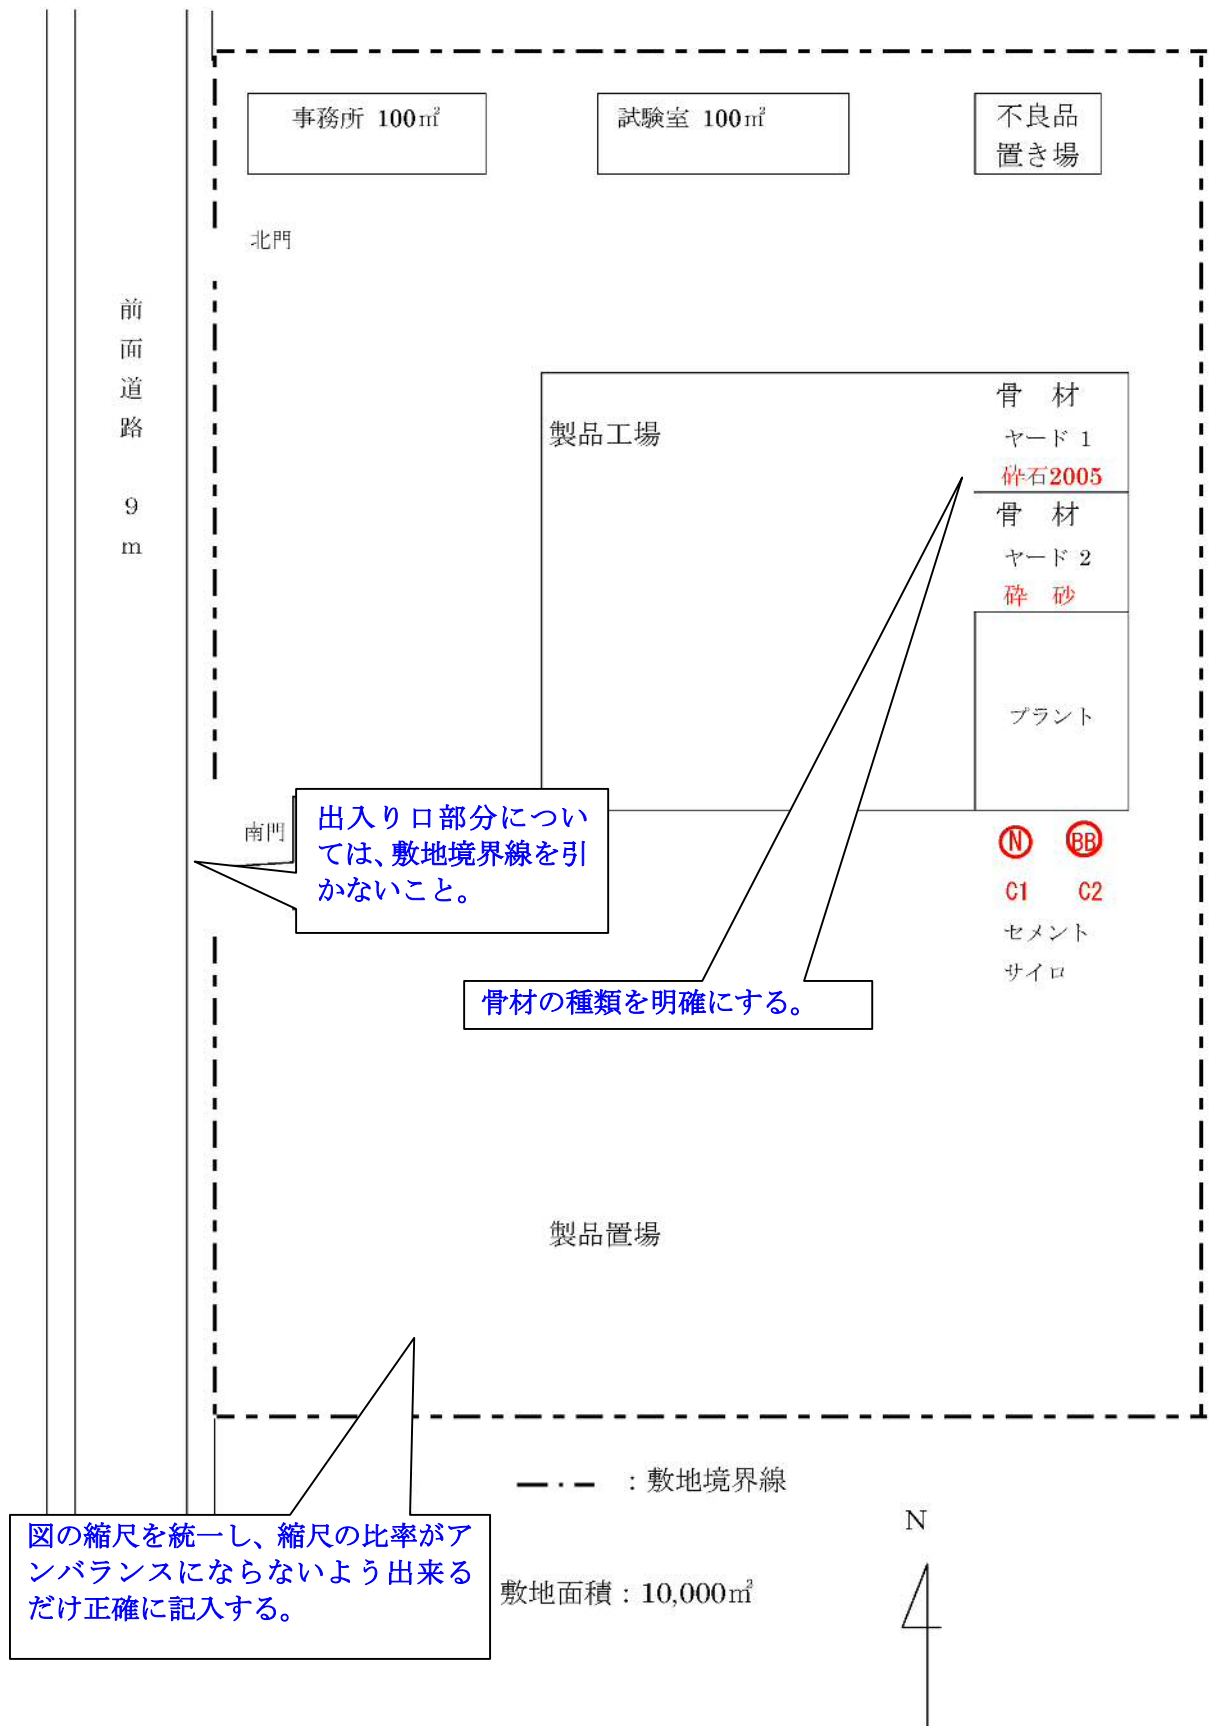 事務所 100㎡
試験室 100㎡
不良品
置き場
北門
前面道路 9m
製品工場
骨 材
ヤード 1
砕石2005
骨 材
ヤード 2
砕 砂
プラント
南門
出入り口部分につい
ては、敷地境界線を引
かないこと。
N BB
C1 C2
セメント
サイロ
骨材の種類を明確にする。
製品置場
：敷地境界線
図の縮尺を統一し、縮尺の比率がア
ンバランスにならないよう出来る
だけ正確に記入する。
敷地面積：10,000㎡
N